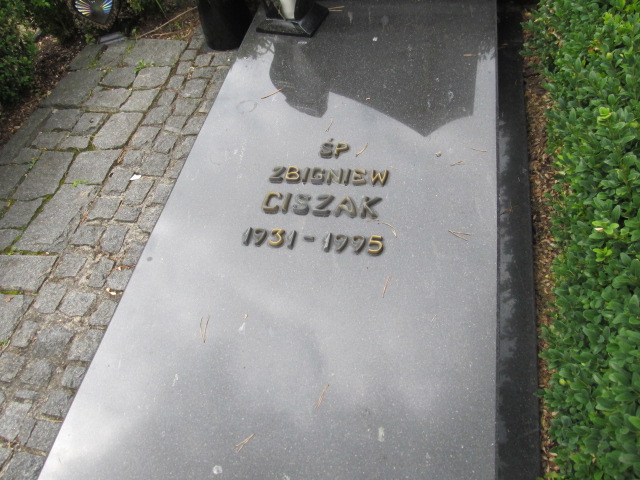 ŚP
ZBIGNIEW
CISZAK
1931-1995